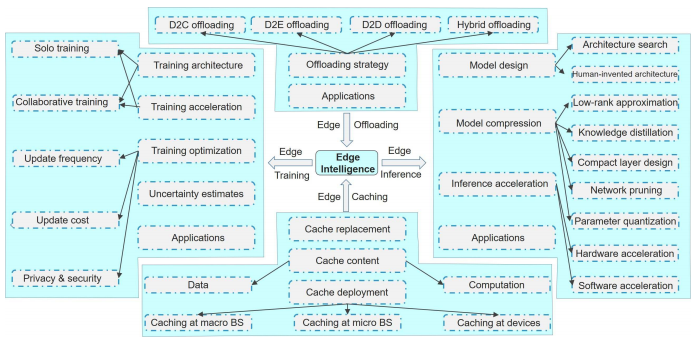 D2C offloading
D2E offloading
D2D offloading
Hybrid offloading
Offloading strategy
Applications
Edge
Offloading
Solo training
Training architecture
Collaborative training
Training acceleration
Update frequency
Training optimization
Uncertainty estimates
Update cost
Applications
Privacy & security
Edge
Training
Edge
Intelligence
Edge
Inference
Edge
Caching
Model design
Architecture search
Human-invented architecture
Low-rank approximation
Model compression
Knowledge distillation
Compact layer design
Inference acceleration
Network pruning
Parameter quantization
Applications
Hardware acceleration
Software acceleration
Cache replacement
Cache content
Data
Computation
Cache deployment
Caching at macro BS
Caching at micro BS
Caching at devices